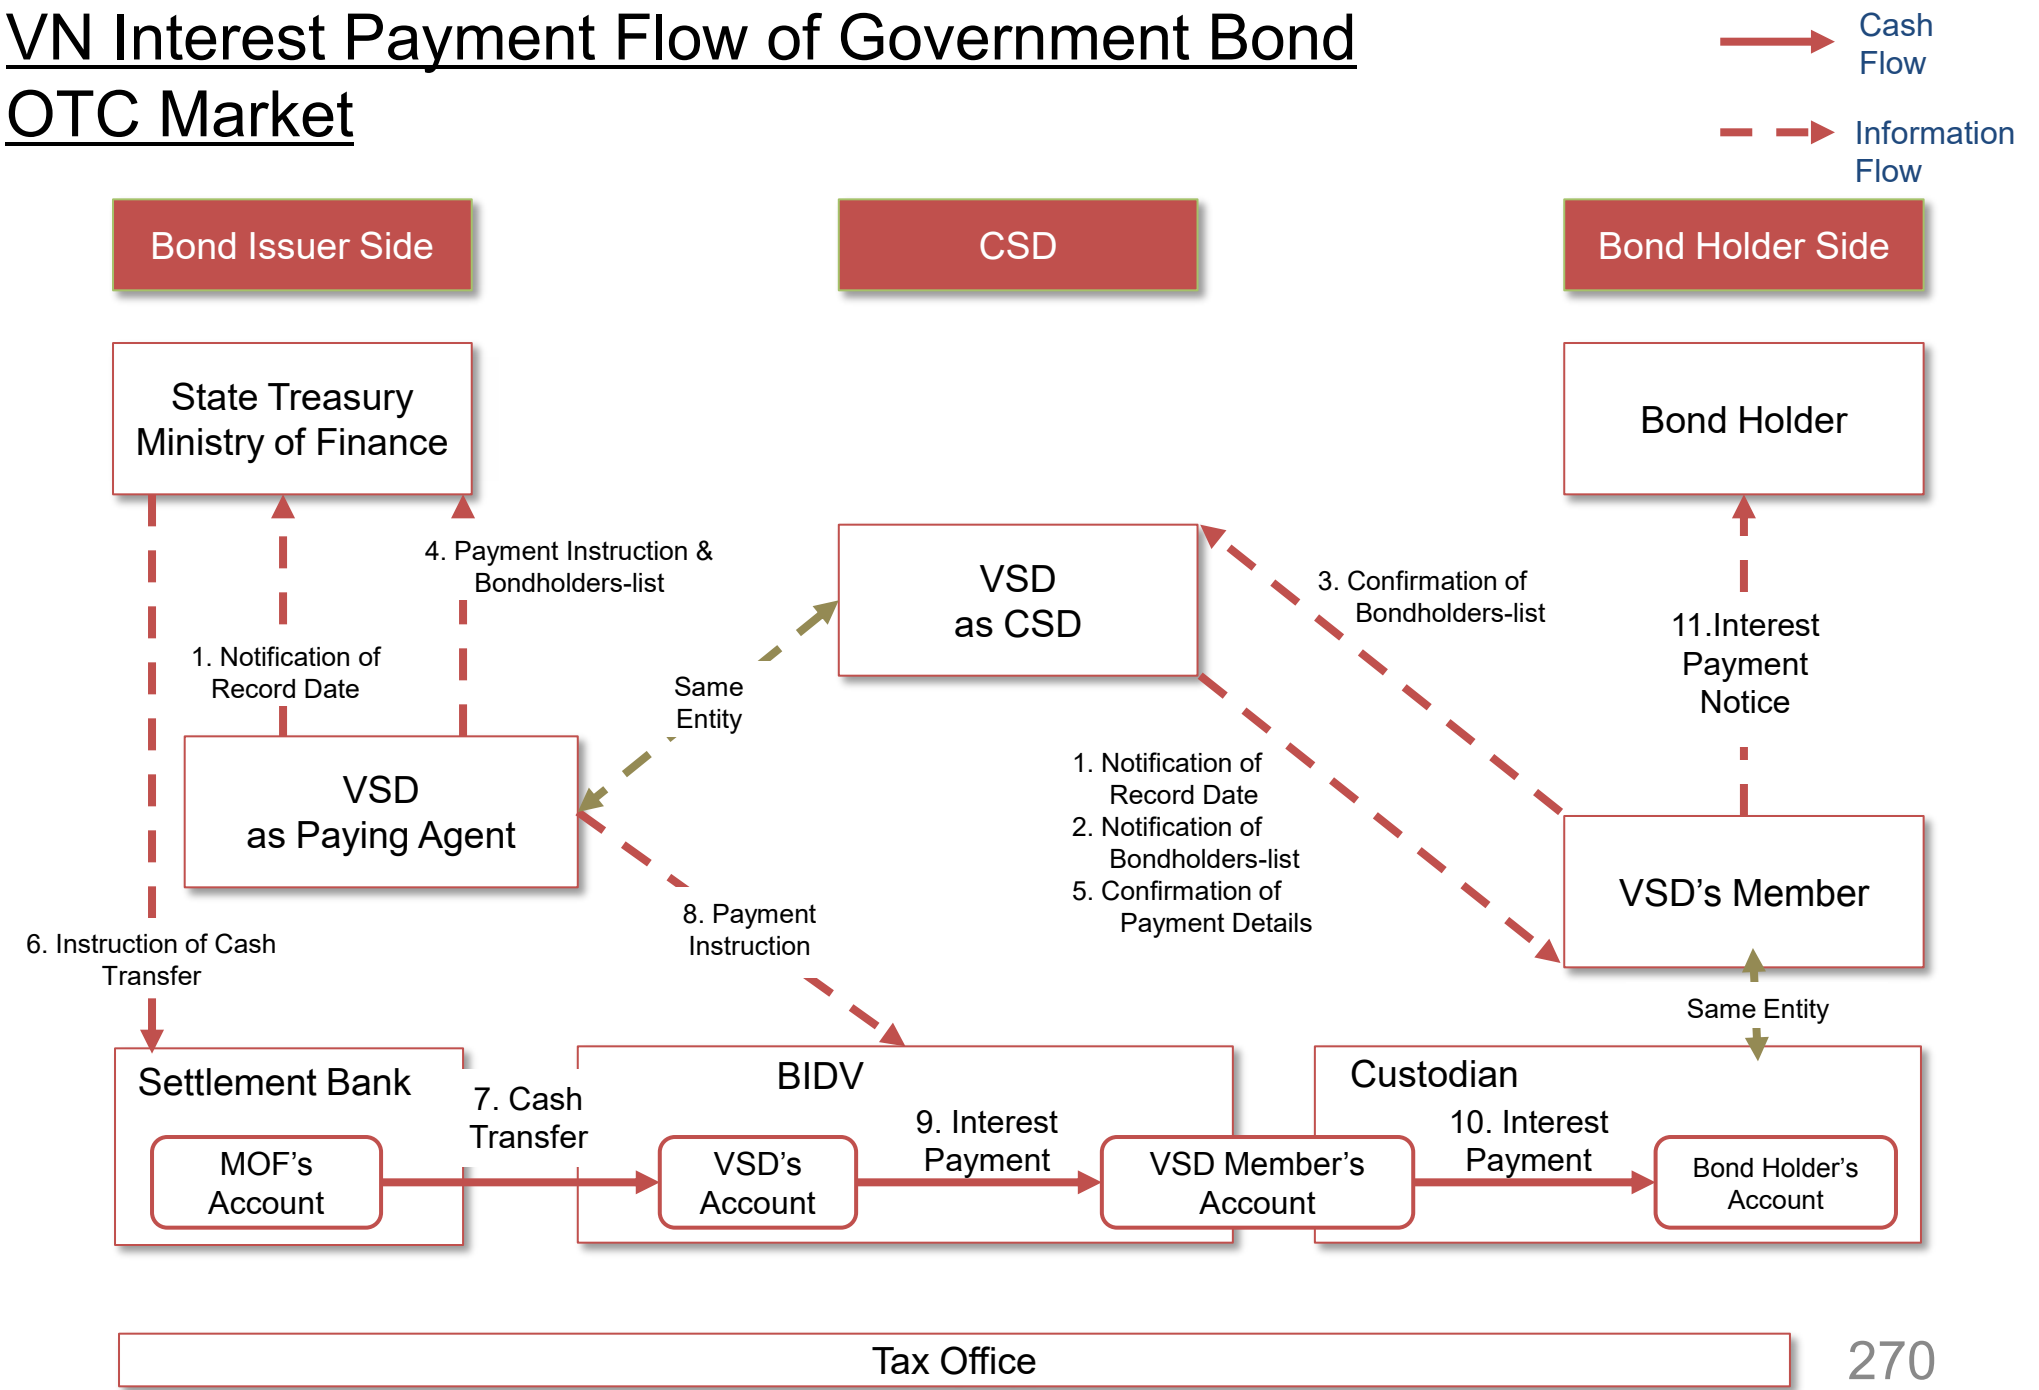 VN Interest Payment Flow of Government Bond
OTC Market
Cash
Flow
Information
Flow
Bond Issuer Side
CSD
Bond Holder Side
State Treasury
Ministry of Finance
Bond Holder
4. Payment Instruction &
Bondholders-list
VSD
as CSD
3. Confirmation of
Bondholders-list
11.Interest
Payment
Notice
1. Notification of
Record Date
Same
Entity
VSD
as Paying Agent
1. Notification of
Record Date
2. Notification of
Bondholders-list
5. Confirmation of
Payment Details
VSD's Member
8. Payment
Instruction
6. Instruction of Cash
Transfer
Same Entity
Settlement Bank
7. Cash
Transfer
BIDV
Custodian
9. Interest
Payment
10. Interest
Payment
MOF's
Account
VSD's
Account
VSD Member's
Account
Bond Holder's
Account
Tax Office
270